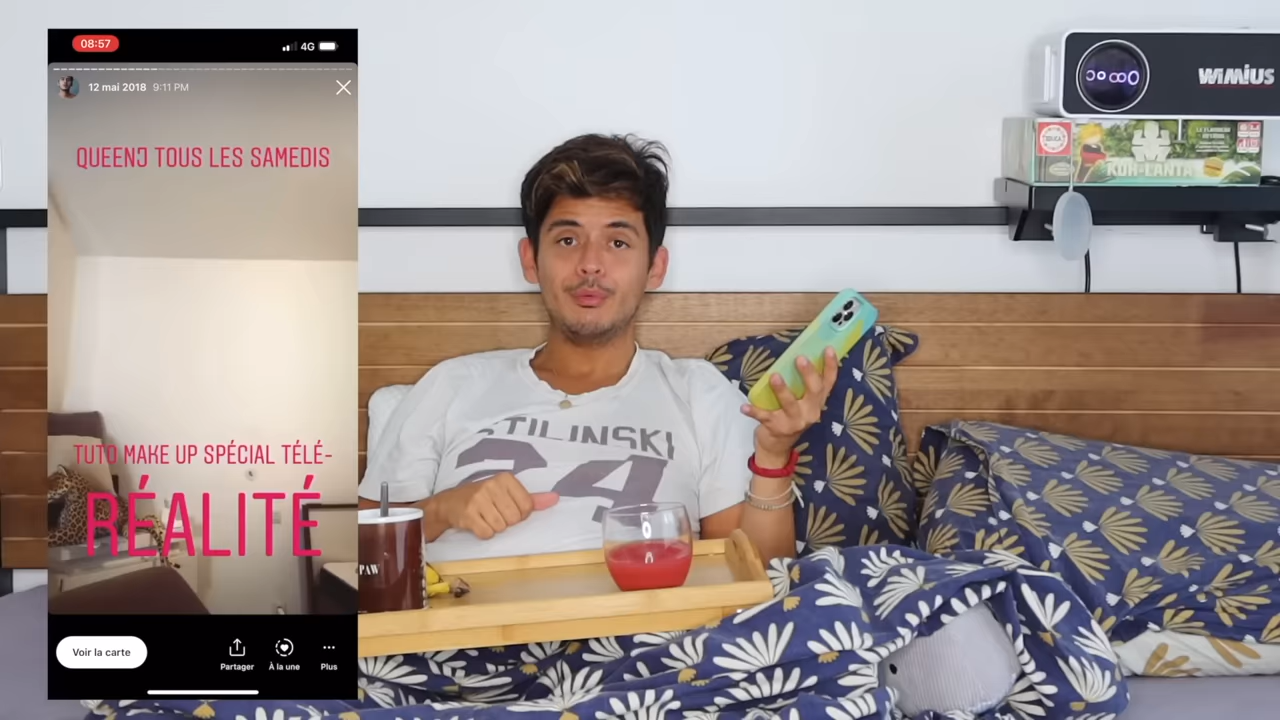 08:57
4G
12 mai 2018 9:11 PM
QUEENJ TOUS LES SAMEDIS
TUTO MAKE UP SPÉCIAL TÉLÉ-
RÉALITÉ
Voir la carte
Partager
À la une
Plus
STILINSKI
24
PAW
WiMiUS
KOH-LANTA